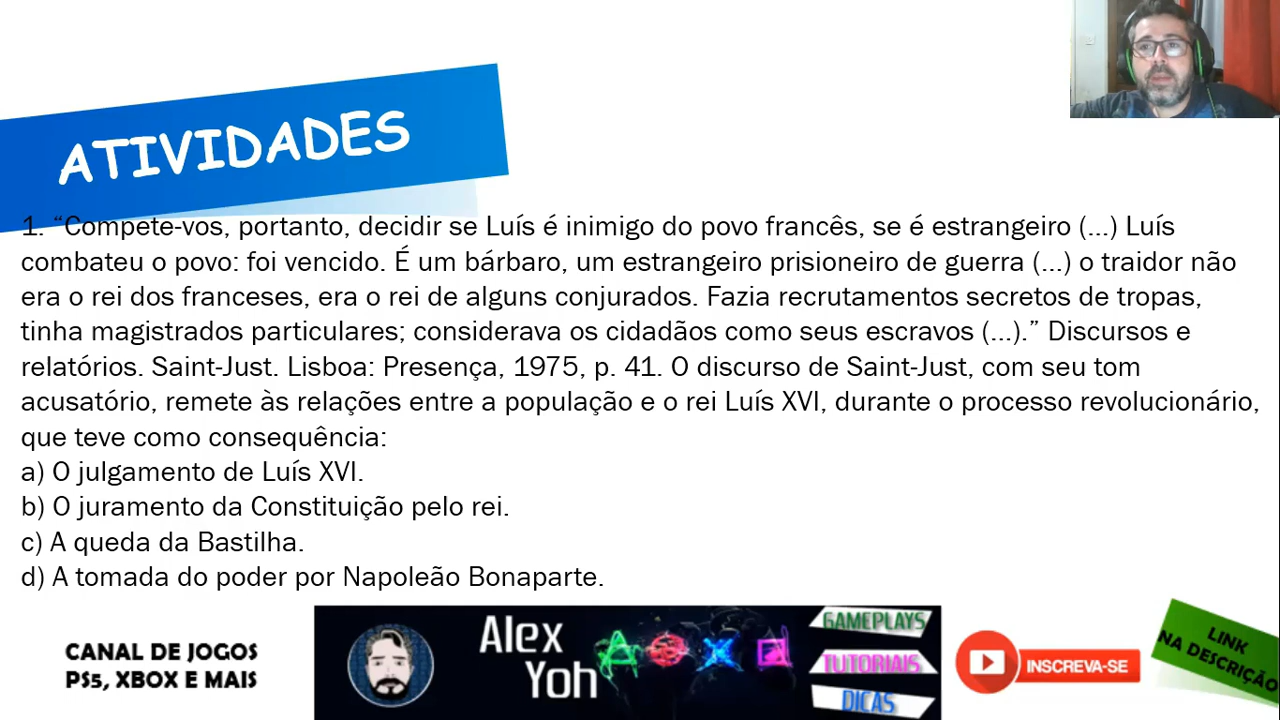 ATIVIDADES
1. “Compete-vos, portanto, decidir se Luís é inimigo do povo francês, se é estrangeiro (...) Luís
combateu o povo: foi vencido. É um bárbaro, um estrangeiro prisioneiro de guerra (...) o traidor não
era o rei dos franceses, era o rei de alguns conjurados. Fazia recrutamentos secretos de tropas,
tinha magistrados particulares; considerava os cidadãos como seus escravos (...).” Discursos e
relatórios. Saint-Just. Lisboa: Presença, 1975, p. 41. O discurso de Saint-Just, com seu tom
acusatório, remete às relações entre a população e o rei Luís XVI, durante o processo revolucionário,
que teve como consequência:
a) O julgamento de Luís XVI.
b) O juramento da Constituição pelo rei.
c) A queda da Bastilha.
d) A tomada do poder por Napoleão Bonaparte.
CANAL DE JOGOS
PS5, XBOX E MAIS
Alex
Yoh
GAMEPLAYS
TUTORIAIS
DICAS
INSCREVA-SE
LINK
NA DESCRIÇÃO